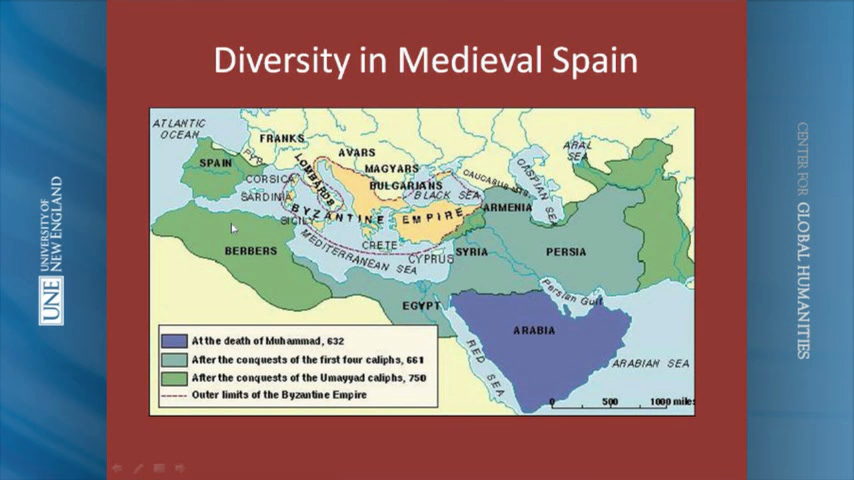 Diversity in Medieval Spain
ATLANTIC
OCEAN
FRANKS
AVARS
ARAL
SEA
SPAIN
PYR.
LOMBARDS
MAGYARS
CORSICA
BULGARIANS
CAUCASUS Mts.
CASPIAN SEA
SARDINIA
BLACK SEA
BYZANTINE EMPIRE
ARMENIA
SICILY
BERBERS
CRETE
MEDITERRANEAN SEA
CYPRUS
SYRIA
PERSIA
EGYPT
Persian Gulf
ARABIA
RED SEA
ARABIAN SEA
At the death of Muhammad, 632
After the conquests of the first four caliphs, 661
After the conquests of the Umayyad caliphs, 750
Outer limits of the Byzantine Empire
0 500 1000 miles
UNE
UNIVERSITY OF
NEW ENGLAND
CENTER FOR GLOBAL HUMANITIES